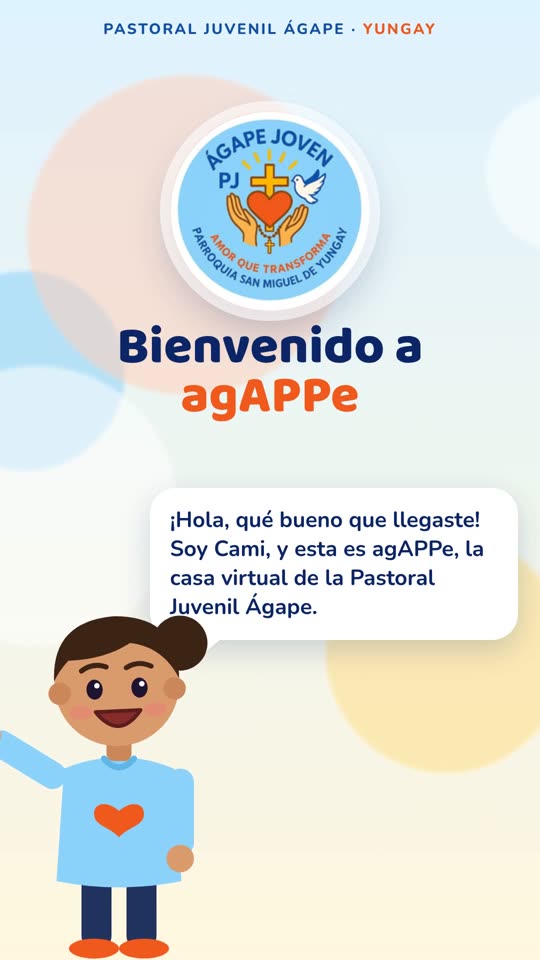 PASTORAL JUVENIL ÁGAPE · YUNGAY
ÁGAPE JOVEN
PJ
AMOR QUE TRANSFORMA
PARROQUIA SAN MIGUEL DE YUNGAY
Bienvenido a
agAPPe
¡Hola, qué bueno que llegaste!
Soy Cami, y esta es agAPPe, la
casa virtual de la Pastoral
Juvenil Ágape.